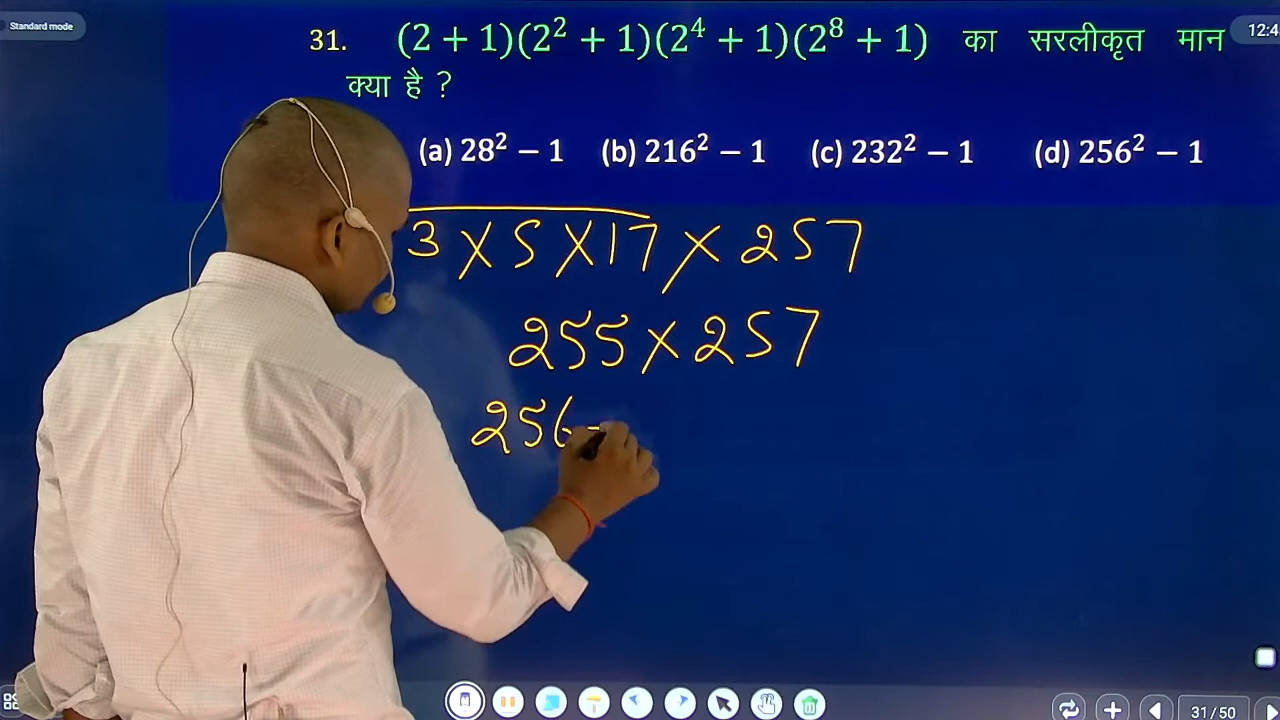 Standard mode
12:4
31. (2 + 1)(2² + 1)(2⁴ + 1)(2⁸ + 1) का सरलीकृत मान
क्या है ?
(a) 28² − 1 (b) 216² − 1 (c) 232² − 1 (d) 256² − 1
3 × 5 × 17 × 257
255 × 257
256 -
31/50